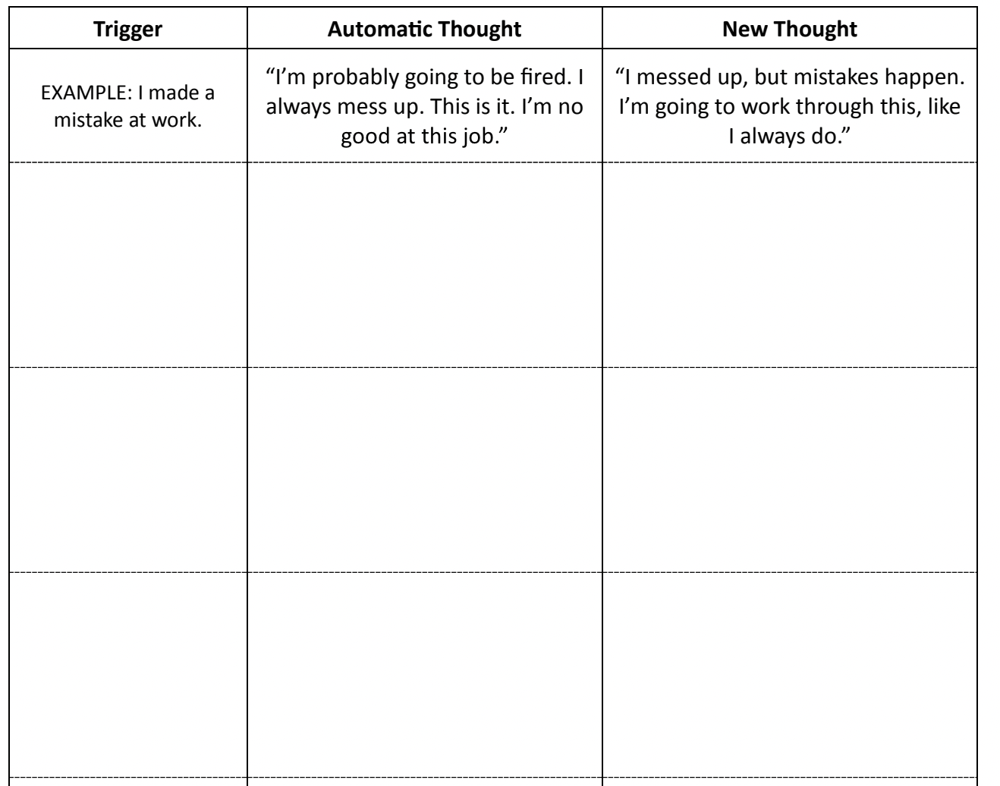 Trigger
Automatic Thought
New Thought
EXAMPLE: I made a
mistake at work.
“I’m probably going to be fired. I
always mess up. This is it. I’m no
good at this job.”
“I messed up, but mistakes happen.
I’m going to work through this, like
I always do.”